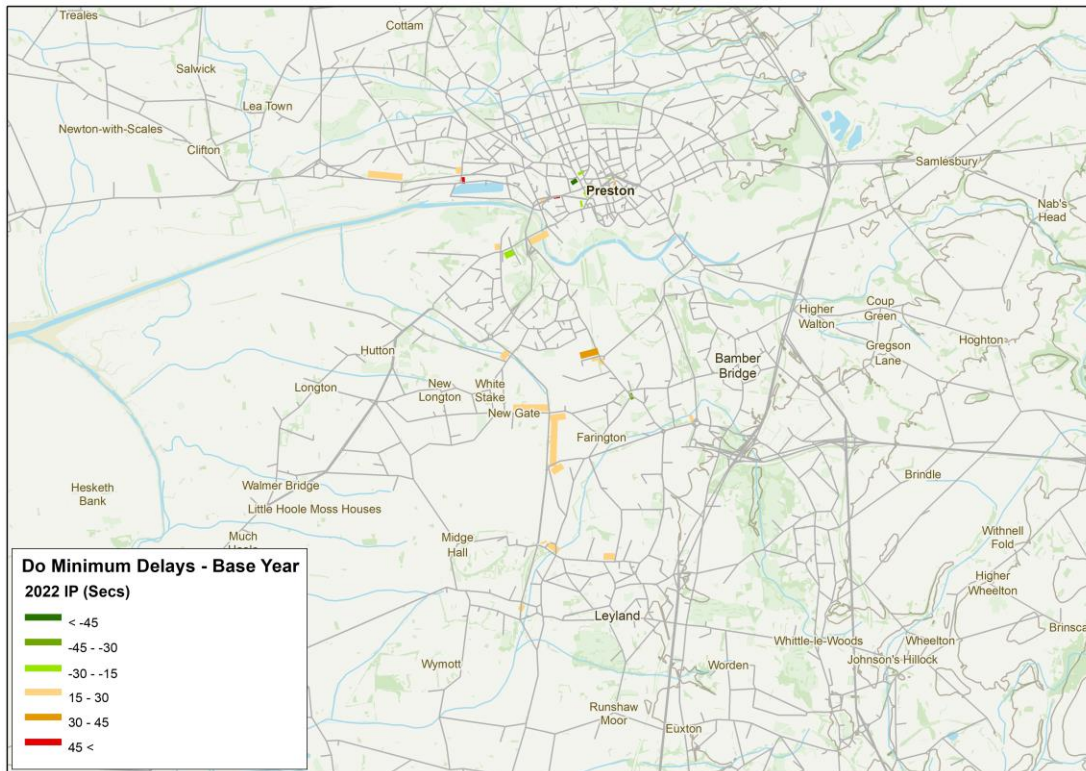 Treales
Cottam
Salwick
Lea Town
Newton-with-Scales
Clifton
Samlesbury
Preston
Nab's
Head
Higher
Walton
Coup
Green
Gregson
Lane
Hoghton
Hutton
Bamber
Bridge
Longton
New
Longton
White
Stake
New Gate
Farington
Brindle
Hesketh
Bank
Walmer Bridge
Little Hoole Moss Houses
Much
Midge
Hall
Withnell
Fold
Higher
Wheelton
Leyland
Whittle-le-Woods
Wheelton
Brinsca
Johnson's Hillock
Wymott
Worden
Runshaw
Moor
Euxton
Do Minimum Delays - Base Year
2022 IP (Secs)
< -45
-45 - -30
-30 - -15
15 - 30
30 - 45
45 <